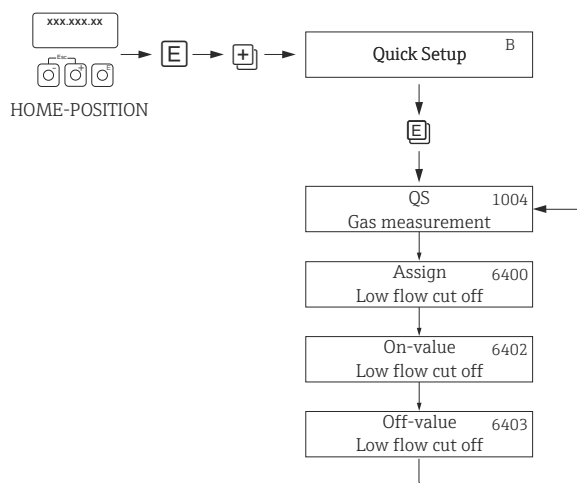 xxx.xxx.xx
Esc
- + E
HOME-POSITION
E
+
Quick Setup B
E
QS 1004
Gas measurement
Assign 6400
Low flow cut off
On-value 6402
Low flow cut off
Off-value 6403
Low flow cut off